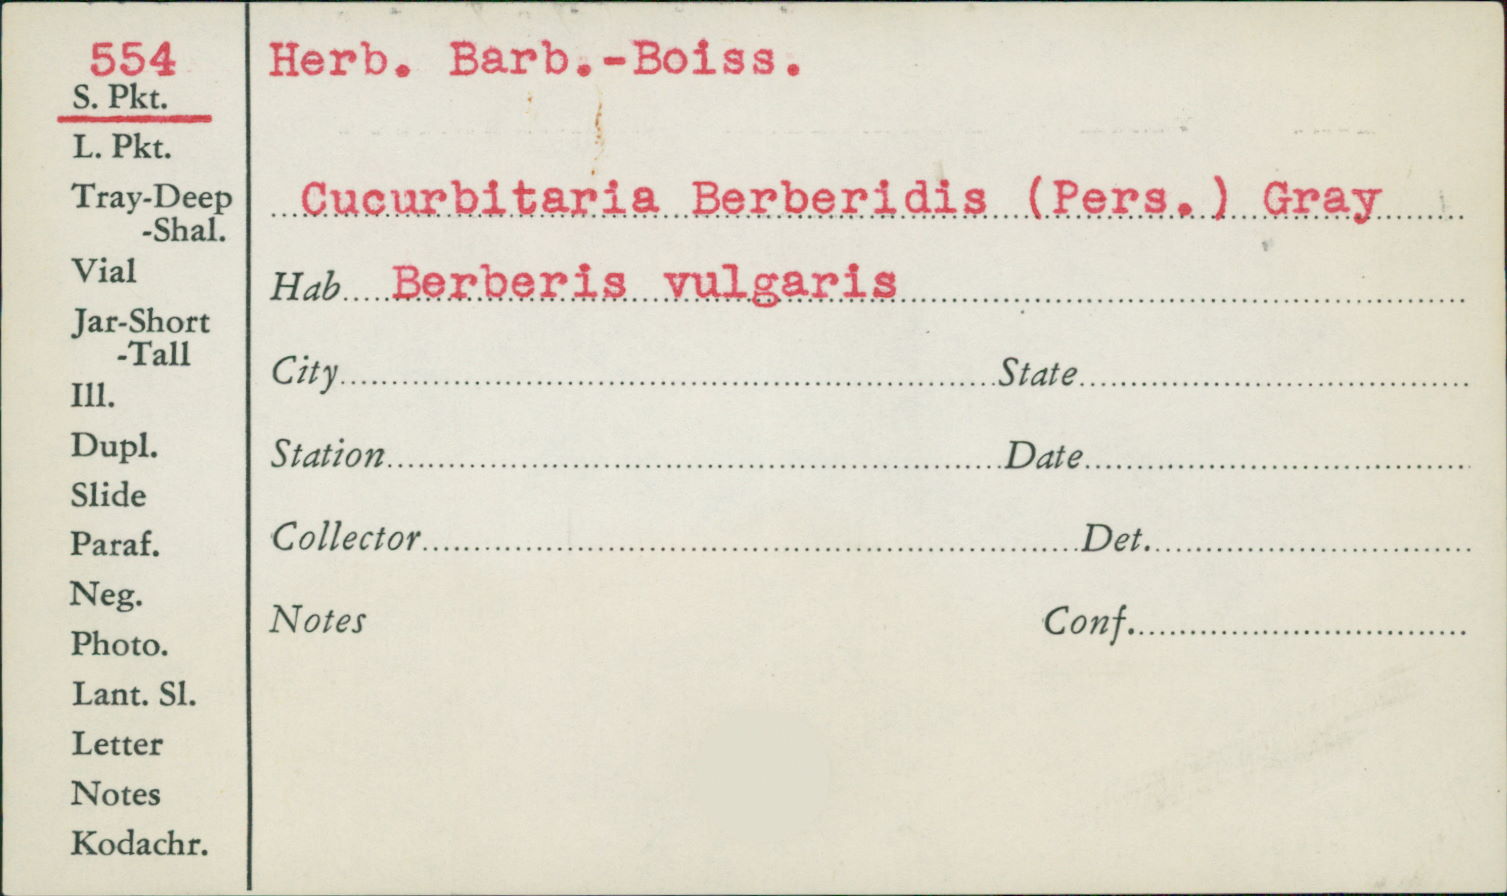 554
S. Pkt.
L. Pkt.
Tray-Deep
-Shal.
Vial
Jar-Short
-Tall
Ill.
Dupl.
Slide
Paraf.
Neg.
Photo.
Lant. Sl.
Letter
Notes
Kodachr.
Herb. Barb.-Boiss.
Cucurbitaria Berberidis (Pers.) Gray
Hab. Berberis vulgaris
City State
Station Date
Collector Det.
Notes Conf.